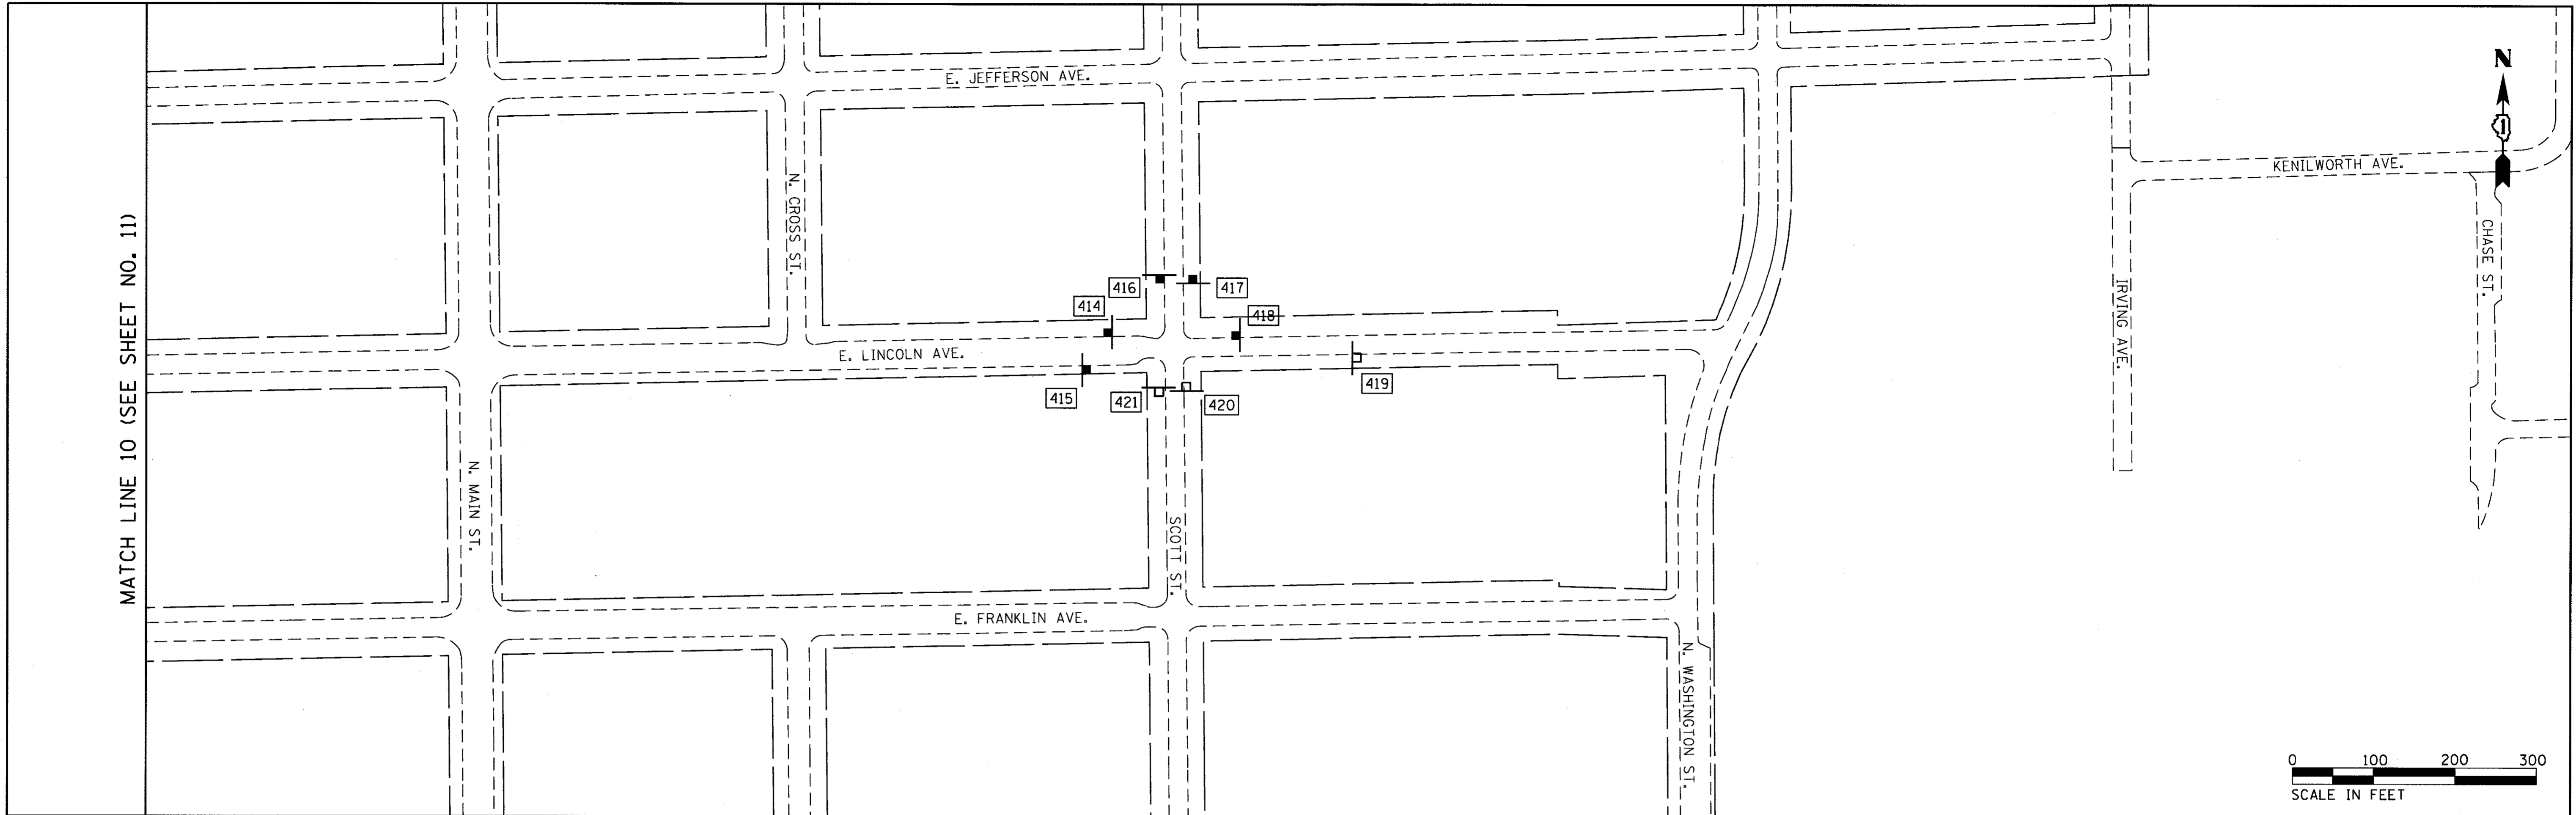 MATCH LINE 10 (SEE SHEET NO. 11)
E. JEFFERSON AVE.
N
1
KENILWORTH AVE.
N. CROSS ST.
CHASE ST.
IRVING AVE.
416
417
414
418
E. LINCOLN AVE.
419
415
421
420
N. MAIN ST.
SCOTT ST.
E. FRANKLIN AVE.
N. WASHINGTON ST.
0 100 200 300
SCALE IN FEET